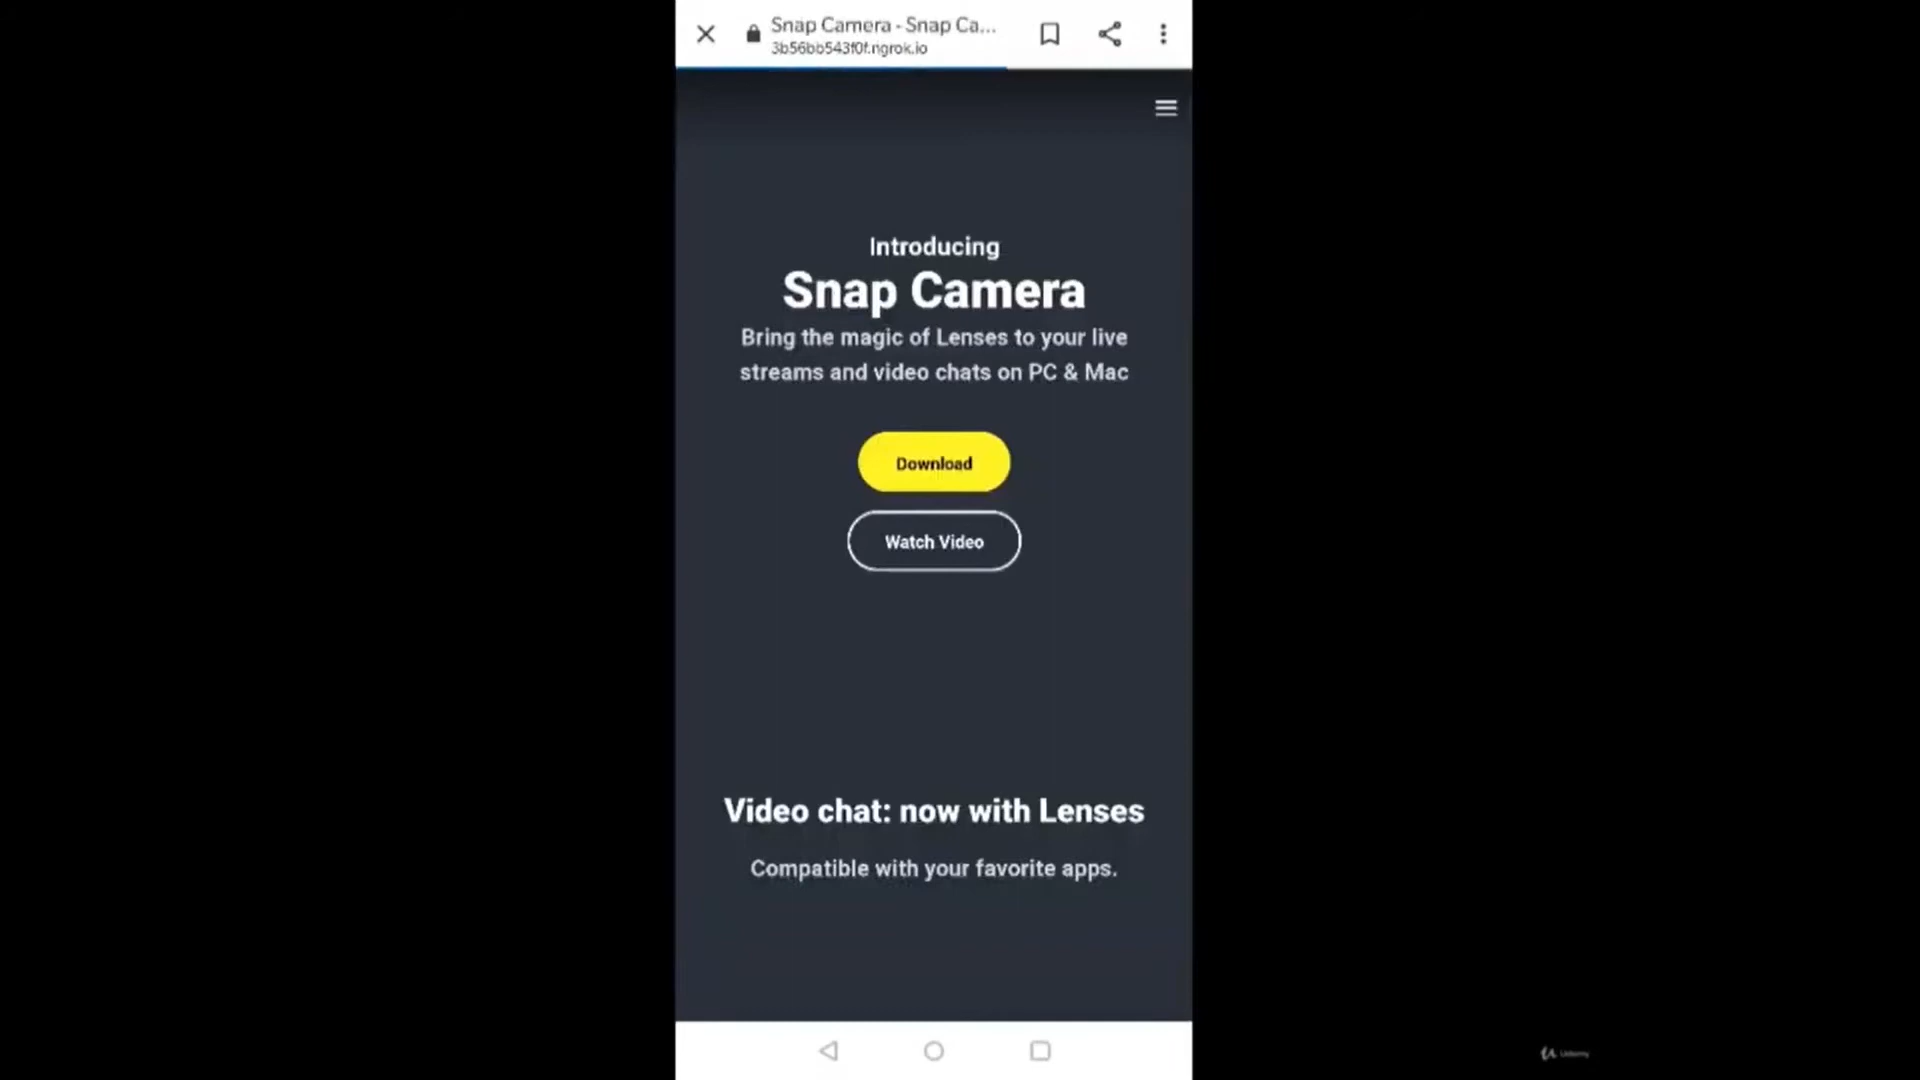 Snap Camera - Snap Ca...
3b56bb543f0f.ngrok.io
Introducing
Snap Camera
Bring the magic of Lenses to your live
streams and video chats on PC & Mac
Download
Watch Video
Video chat: now with Lenses
Compatible with your favorite apps.
Udemy